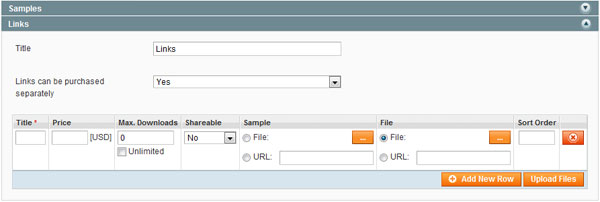 Samples
Links
Title Links
Links can be purchased separately Yes
Title * Price Max. Downloads Shareable Sample File Sort Order
[USD] 0 No File: ... File: ...
Unlimited URL: URL:
Add New Row Upload Files